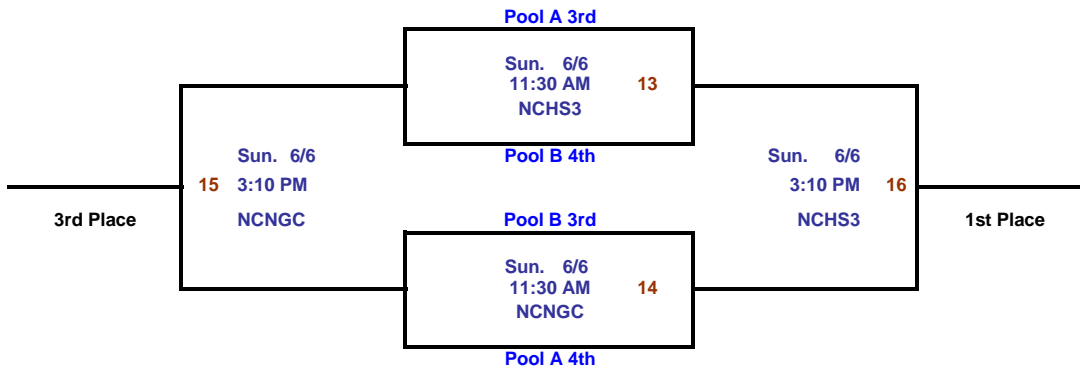 Pool A 3rd
Sun. 6/6
11:30 AM 13
NCHS3
Pool B 4th
Sun. 6/6
15 3:10 PM
NCNGC
3rd Place
Sun. 6/6
3:10 PM 16
NCHS3
1st Place
Pool B 3rd
Sun. 6/6
11:30 AM 14
NCNGC
Pool A 4th